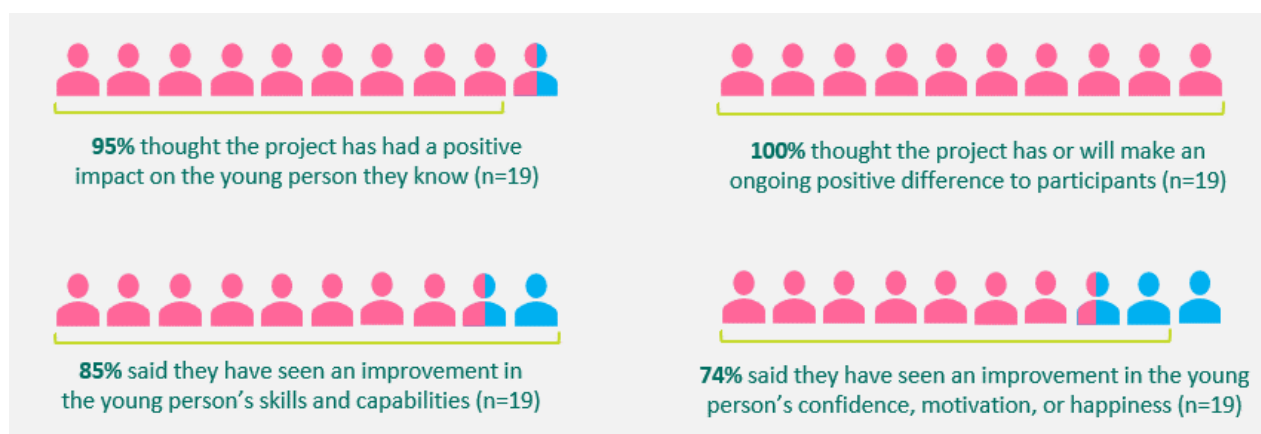 95% thought the project has had a positive
impact on the young person they know (n=19)
100% thought the project has or will make an
ongoing positive difference to participants (n=19)
85% said they have seen an improvement in
the young person’s skills and capabilities (n=19)
74% said they have seen an improvement in the young
person’s confidence, motivation, or happiness (n=19)